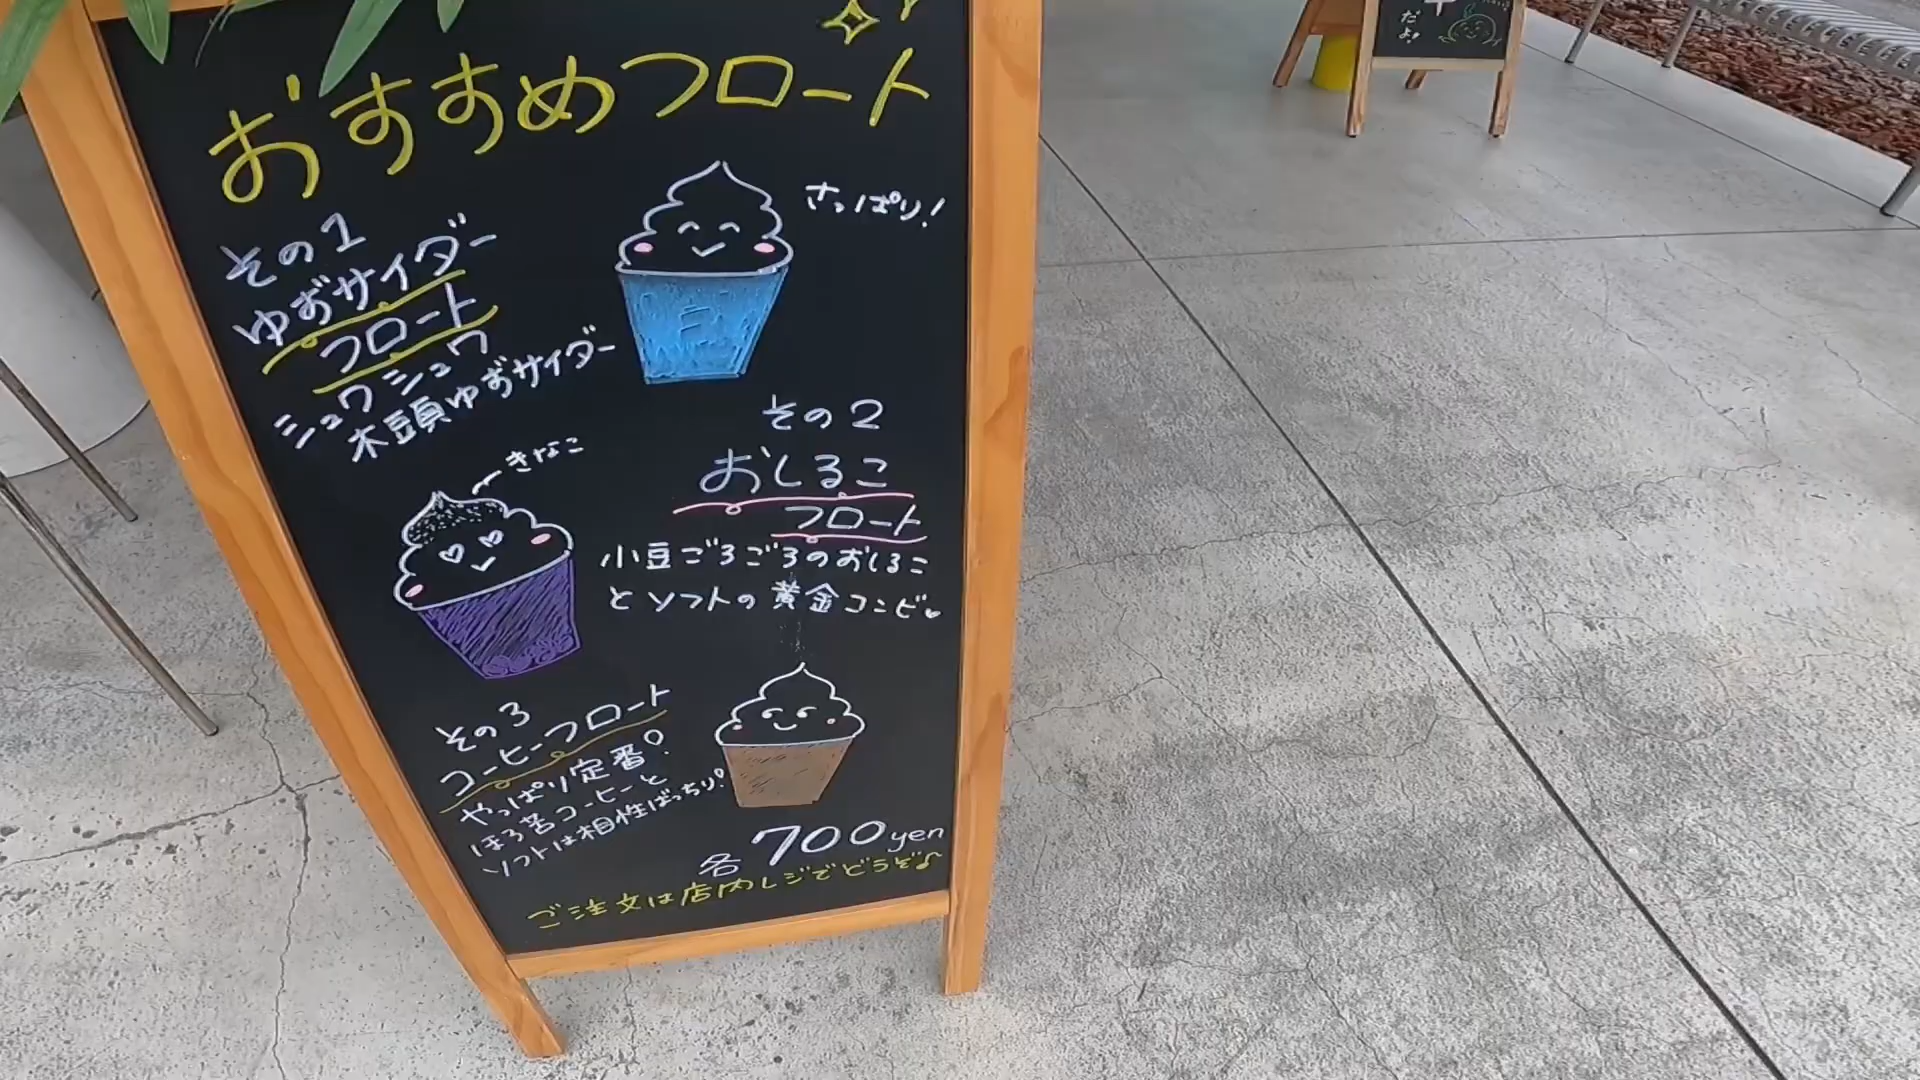 おすすめフロート
その1
ゆずサイダー
フロート
シュワシュワ
木頭ゆずサイダー
さっぱり!
その2
おしるこ
フロート
小豆ごろごろのおしるこ
とソフトの黄金コンビ♥
きなこ
その3
コーヒーフロート
やっぱり定番!
ほろ苦コーヒーと
ソフトは相性ばっちり!
各700yen
ご注文は店内レジでどうぞ♪
だよ!